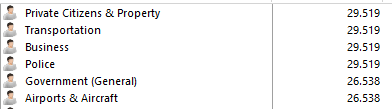 Private Citizens & Property 29.519
Transportation 29.519
Business 29.519
Police 29.519
Government (General) 26.538
Airports & Aircraft 26.538